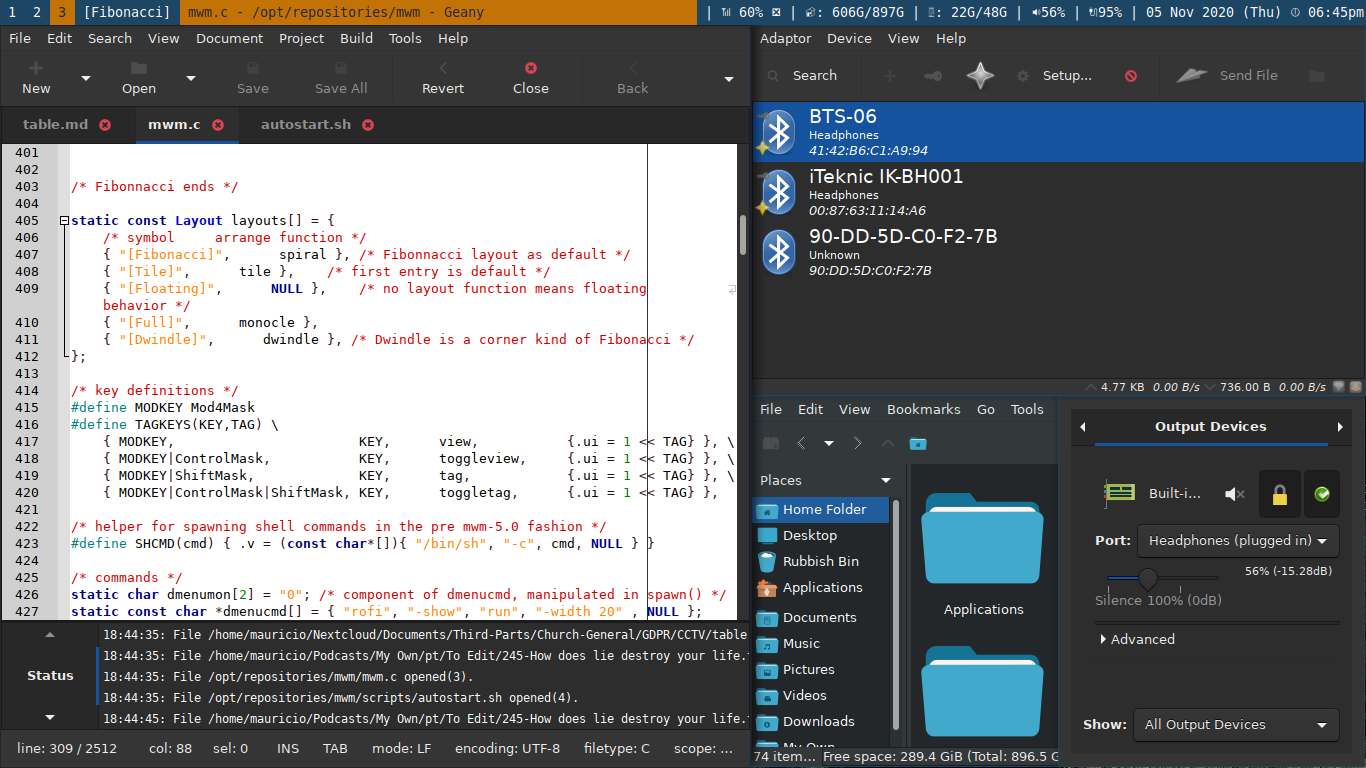 1 2 3 [Fibonacci] mwm.c - /opt/repositories/mwm - Geany | 60% | : 606G/897G | : 22G/48G | 56% | 95% | 05 Nov 2020 (Thu) 06:45pm
File Edit Search View Document Project Build Tools Help
New Open Save Save All Revert Close Back
table.md mwm.c autostart.sh
401
402
403 /* Fibonnacci ends */
404
405 static const Layout layouts[] = {
406 /* symbol arrange function */
407 { "[Fibonacci]", spiral }, /* Fibonnacci layout as default */
408 { "[Tile]", tile }, /* first entry is default */
409 { "[Floating]", NULL }, /* no layout function means floating
behavior */
410 { "[Full]", monocle },
411 { "[Dwindle]", dwindle }, /* Dwindle is a corner kind of Fibonacci */
412 };
413
414 /* key definitions */
415 #define MODKEY Mod4Mask
416 #define TAGKEYS(KEY,TAG) \
417 { MODKEY, KEY, view, {.ui = 1 << TAG} }, \
418 { MODKEY|ControlMask, KEY, toggleview, {.ui = 1 << TAG} }, \
419 { MODKEY|ShiftMask, KEY, tag, {.ui = 1 << TAG} }, \
420 { MODKEY|ControlMask|ShiftMask, KEY, toggletag, {.ui = 1 << TAG} },
421
422 /* helper for spawning shell commands in the pre mwm-5.0 fashion */
423 #define SHCMD(cmd) { .v = (const char*[]){ "/bin/sh", "-c", cmd, NULL } }
424
425 /* commands */
426 static char dmenumon[2] = "0"; /* component of dmenucmd, manipulated in spawn() */
427 static const char *dmenucmd[] = { "rofi", "-show", "run", "-width 20" , NULL };
Status
18:44:35: File /home/mauricio/Nextcloud/Documents/Third-Parts/Church-General/GDPR/CCTV/table
18:44:35: File /home/mauricio/Podcasts/My Own/pt/To Edit/245-How does lie destroy your life.
18:44:35: File /opt/repositories/mwm/mwm.c opened(3).
18:44:35: File /opt/repositories/mwm/scripts/autostart.sh opened(4).
18:44:45: File /home/mauricio/Podcasts/My Own/pt/To Edit/245-How does lie destroy your life.
line: 309 / 2512 col: 88 sel: 0 INS TAB mode: LF encoding: UTF-8 filetype: C scope: ...
Adaptor Device View Help
Search Setup... Send File
BTS-06
Headphones
41:42:B6:C1:A9:94
iTeknic IK-BH001
Headphones
00:87:63:11:14:A6
90-DD-5D-C0-F2-7B
Unknown
90:DD:5D:C0:F2:7B
4.77 KB 0.00 B/s 736.00 B 0.00 B/s
File Edit View Bookmarks Go Tools
Places
Home Folder
Desktop
Rubbish Bin
Applications
Documents
Music
Pictures
Videos
Downloads
My Own
Applications
74 item... Free space: 289.4 GiB (Total: 896.5 G
Output Devices
Built-i...
Port: Headphones (plugged in)
56% (-15.28dB)
Silence 100% (0dB)
Advanced
Show: All Output Devices